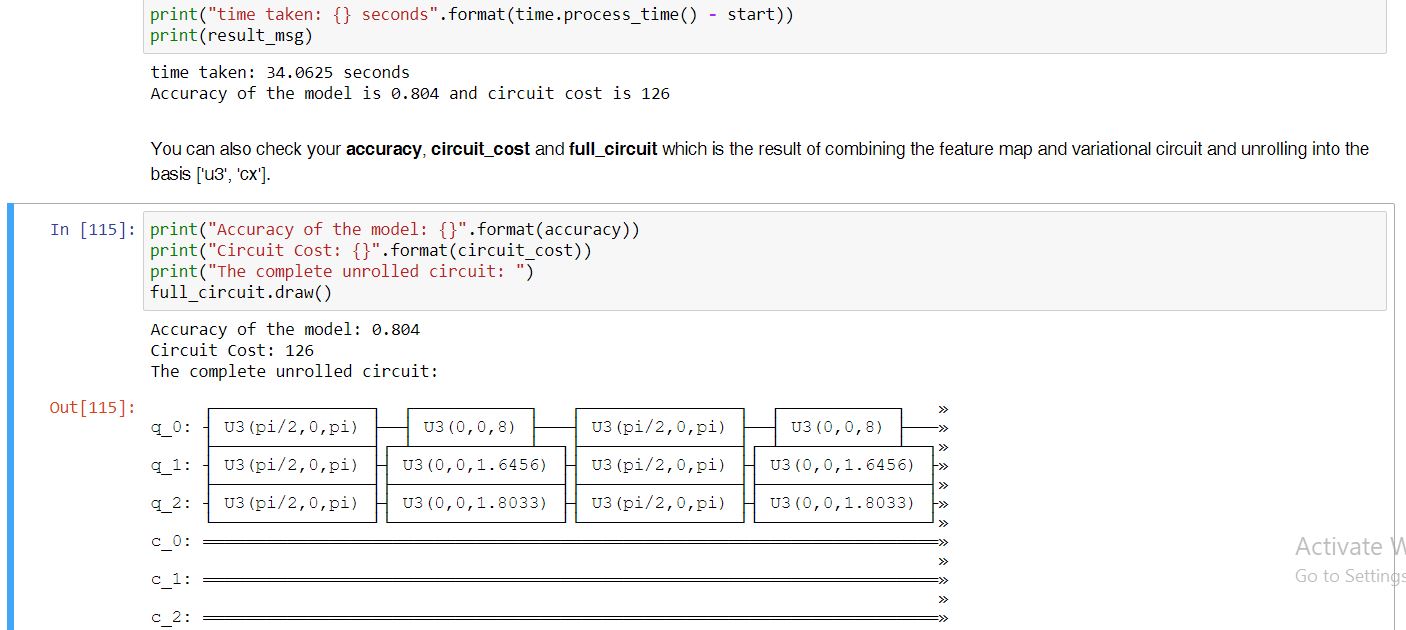 print("time taken: {} seconds".format(time.process_time() - start))
print(result_msg)
time taken: 34.0625 seconds
Accuracy of the model is 0.804 and circuit cost is 126
You can also check your accuracy, circuit_cost and full_circuit which is the result of combining the feature map and variational circuit and unrolling into the
basis ['u3', 'cx'].
In [115]: print("Accuracy of the model: {}".format(accuracy))
print("Circuit Cost: {}".format(circuit_cost))
print("The complete unrolled circuit: ")
full_circuit.draw()
Accuracy of the model: 0.804
Circuit Cost: 126
The complete unrolled circuit:
Out[115]:
q_0: U3(pi/2,0,pi) U3(0,0,8) U3(pi/2,0,pi) U3(0,0,8) »
q_1: U3(pi/2,0,pi) U3(0,0,1.6456) U3(pi/2,0,pi) U3(0,0,1.6456) »
q_2: U3(pi/2,0,pi) U3(0,0,1.8033) U3(pi/2,0,pi) U3(0,0,1.8033) »
c_0: »
c_1: »
c_2: »
Activate W
Go to Settings